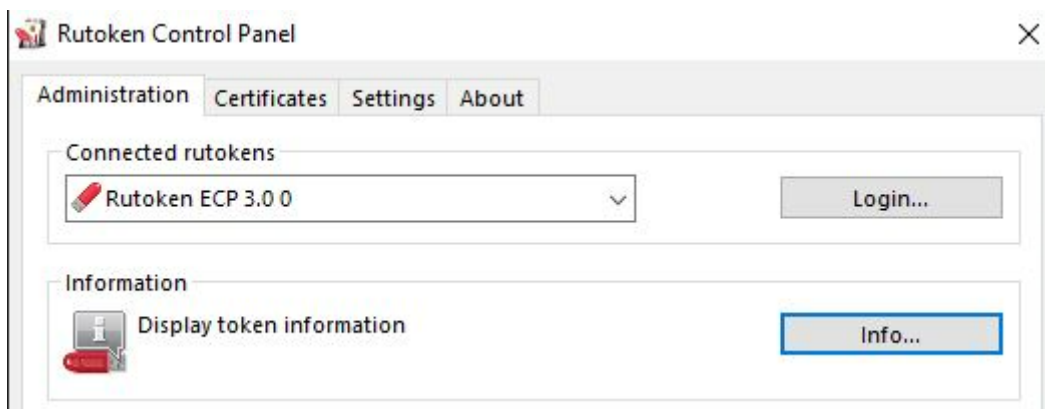 Rutoken Control Panel
Administration Certificates Settings About
Connected rutokens
Rutoken ECP 3.0 0 Login...
Information
Display token information Info...